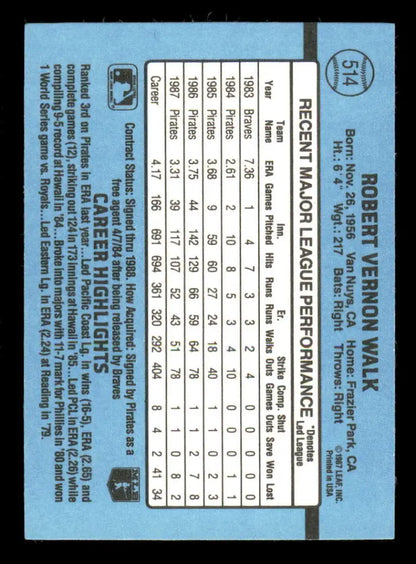 514
ROBERT VERNON WALK
Born: Nov. 26, 1956 Van Nuys, CA Home: Frazier Park, CA
Ht.: 6'4" Wgt.: 217 Bats: Right Throws: Right
©1987 LEAF, INC.
Printed in USA
RECENT MAJOR LEAGUE PERFORMANCE *Denotes Led League
Team Inn. Er. Strike Comp. Shut
Year Name ERA Games Pitched Hits Runs Runs Walks Outs Games Outs Save Won Lost
1983 Braves 7.36 1 4 7 3 3 2 4 0 0 0 0 0
1984 Pirates 2.61 2 10 8 5 3 4 10 0 0 0 1 1
1985 Pirates 3.68 9 59 60 27 24 18 40 1 1 0 2 3
1986 Pirates 3.75 44 142 129 66 59 64 78 1 1 2 7 8
1987 Pirates 3.31 39 117 107 52 43 51 78 1 1 0 8 2
Career 4.17 166 691 694 361 320 292 404 8 4 2 41 34
Contract Status: Signed thru 1988. How Acquired: Signed by Pirates as a
free agent 4/7/84 after being released by Braves
CAREER HIGHLIGHTS
MLB
Ranked 3rd on Pirates in ERA last year...Led Pacific Coast Lg. in wins (16-5), ERA (2.65) and
complete games (12), striking out 124 in 173 innings at Hawaii in '85...Led PCL in ERA (2.26) while
compiling 9-5 record at Hawaii in '84...Broke into majors with 11-7 mark for Phillies in '80 and won
1 World Series game vs. Royals...Led Eastern Lg. in ERA (2.24) at Reading in '79.